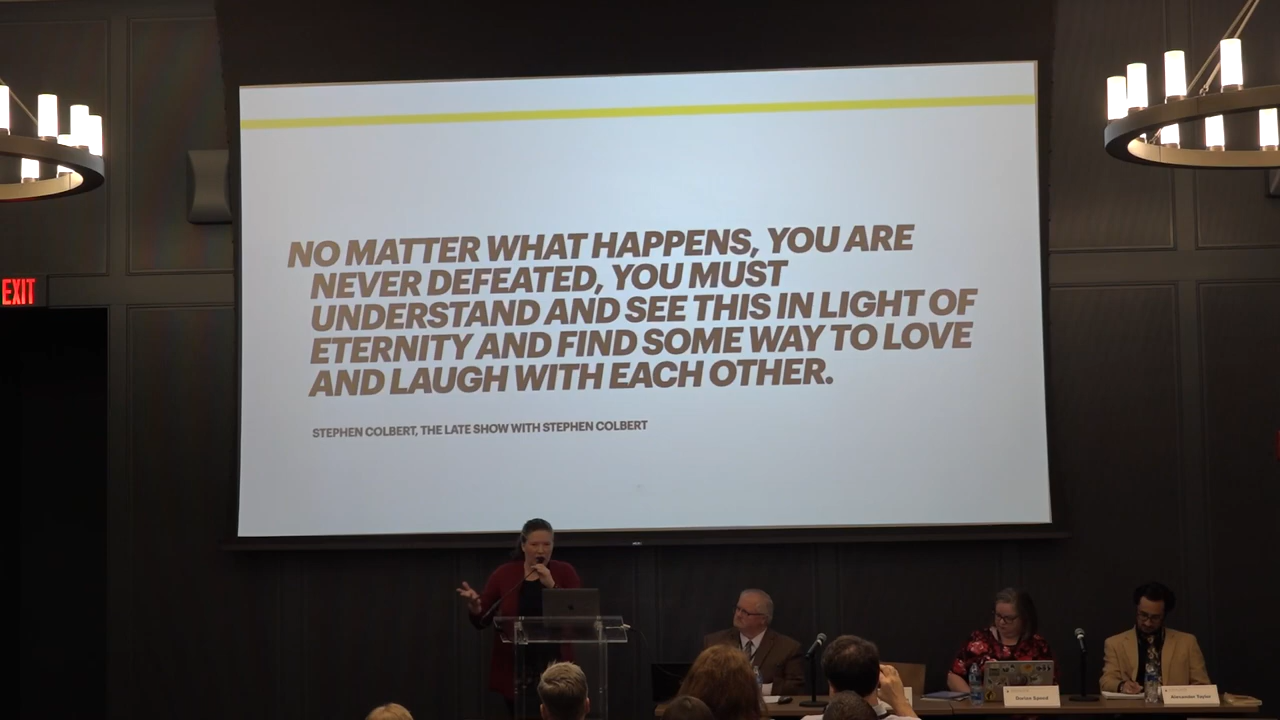 NO MATTER WHAT HAPPENS, YOU ARE
NEVER DEFEATED, YOU MUST
UNDERSTAND AND SEE THIS IN LIGHT OF
ETERNITY AND FIND SOME WAY TO LOVE
AND LAUGH WITH EACH OTHER.
STEPHEN COLBERT, THE LATE SHOW WITH STEPHEN COLBERT
EXIT
Alexander Taylor